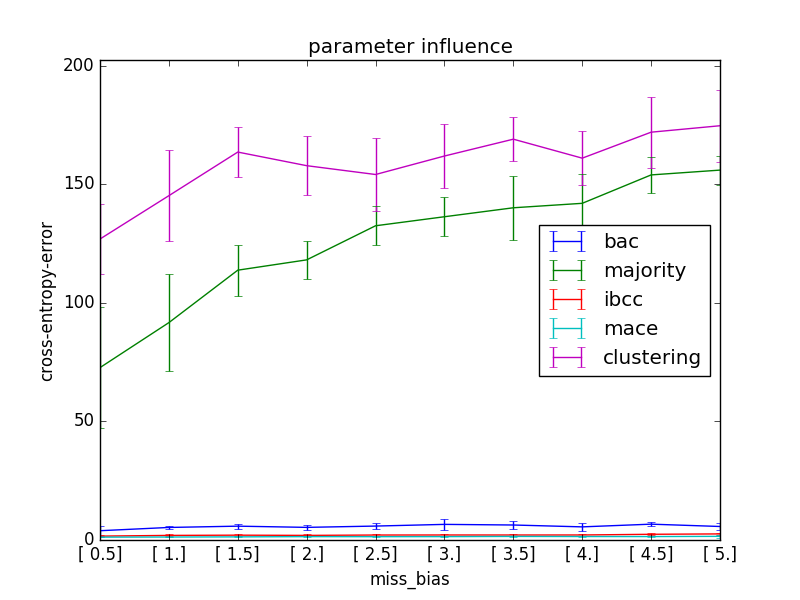 parameter influence
cross-entropy-error
200
150
100
50
0
bac
majority
ibcc
mace
clustering
[ 0.5] [ 1.] [ 1.5] [ 2.] [ 2.5] [ 3.] [ 3.5] [ 4.] [ 4.5] [ 5.]
miss_bias